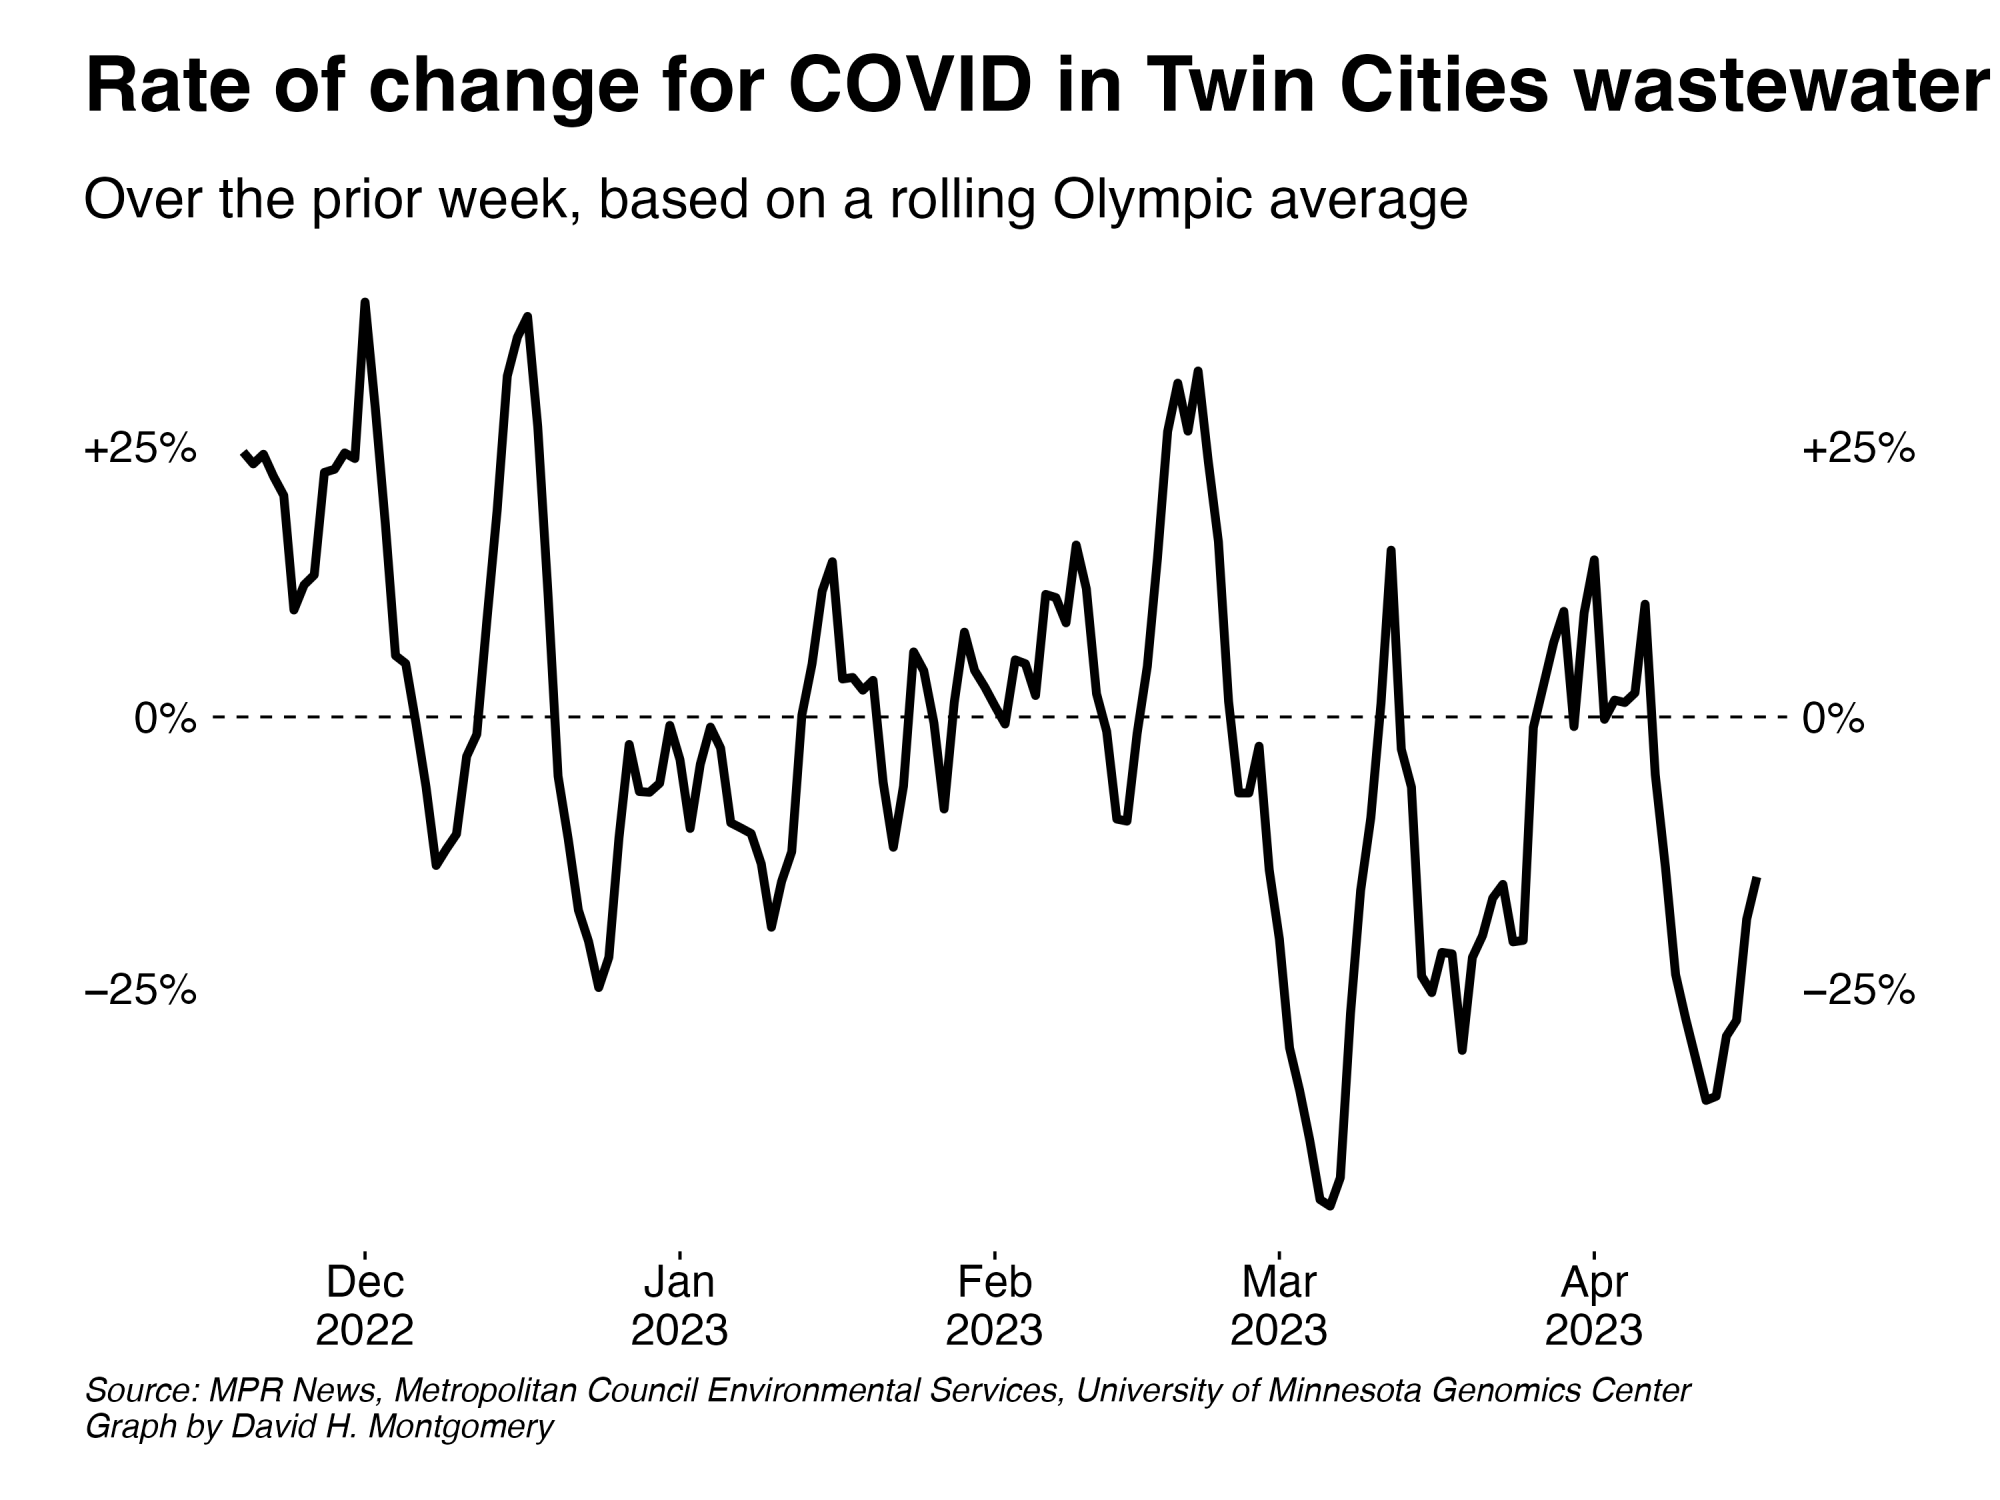 Rate of change for COVID in Twin Cities wastewater
Over the prior week, based on a rolling Olympic average
+25% +25%
0% 0%
−25% −25%
Dec Jan Feb Mar Apr
2022 2023 2023 2023 2023
Source: MPR News, Metropolitan Council Environmental Services, University of Minnesota Genomics Center
Graph by David H. Montgomery